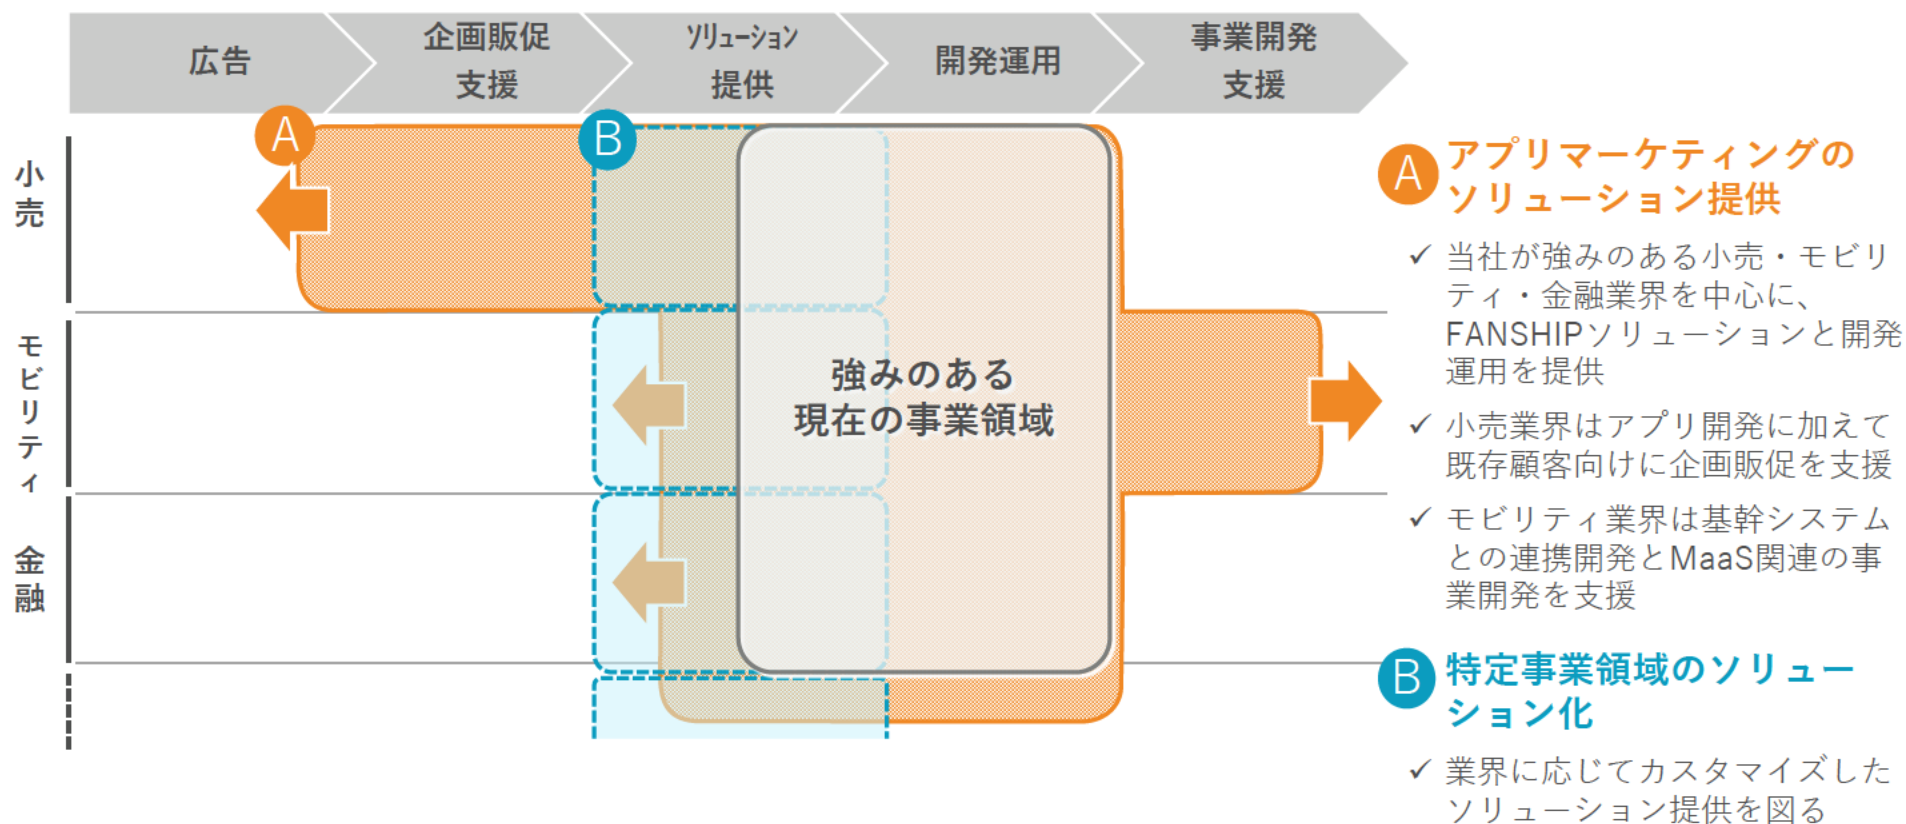 広告
企画販促
支援
ソリューション
提供
開発運用
事業開発
支援
A
B
小売
モビリティ
金融
強みのある
現在の事業領域
A アプリマーケティングの
ソリューション提供
✓ 当社が強みのある小売・モビリ
ティ・金融業界を中心に、
FANSHIPソリューションと開発
運用を提供
✓ 小売業界はアプリ開発に加えて
既存顧客向けに企画販促を支援
✓ モビリティ業界は基幹システム
との連携開発とMaaS関連の事
業開発を支援
B 特定事業領域のソリュー
ション化
✓ 業界に応じてカスタマイズした
ソリューション提供を図る